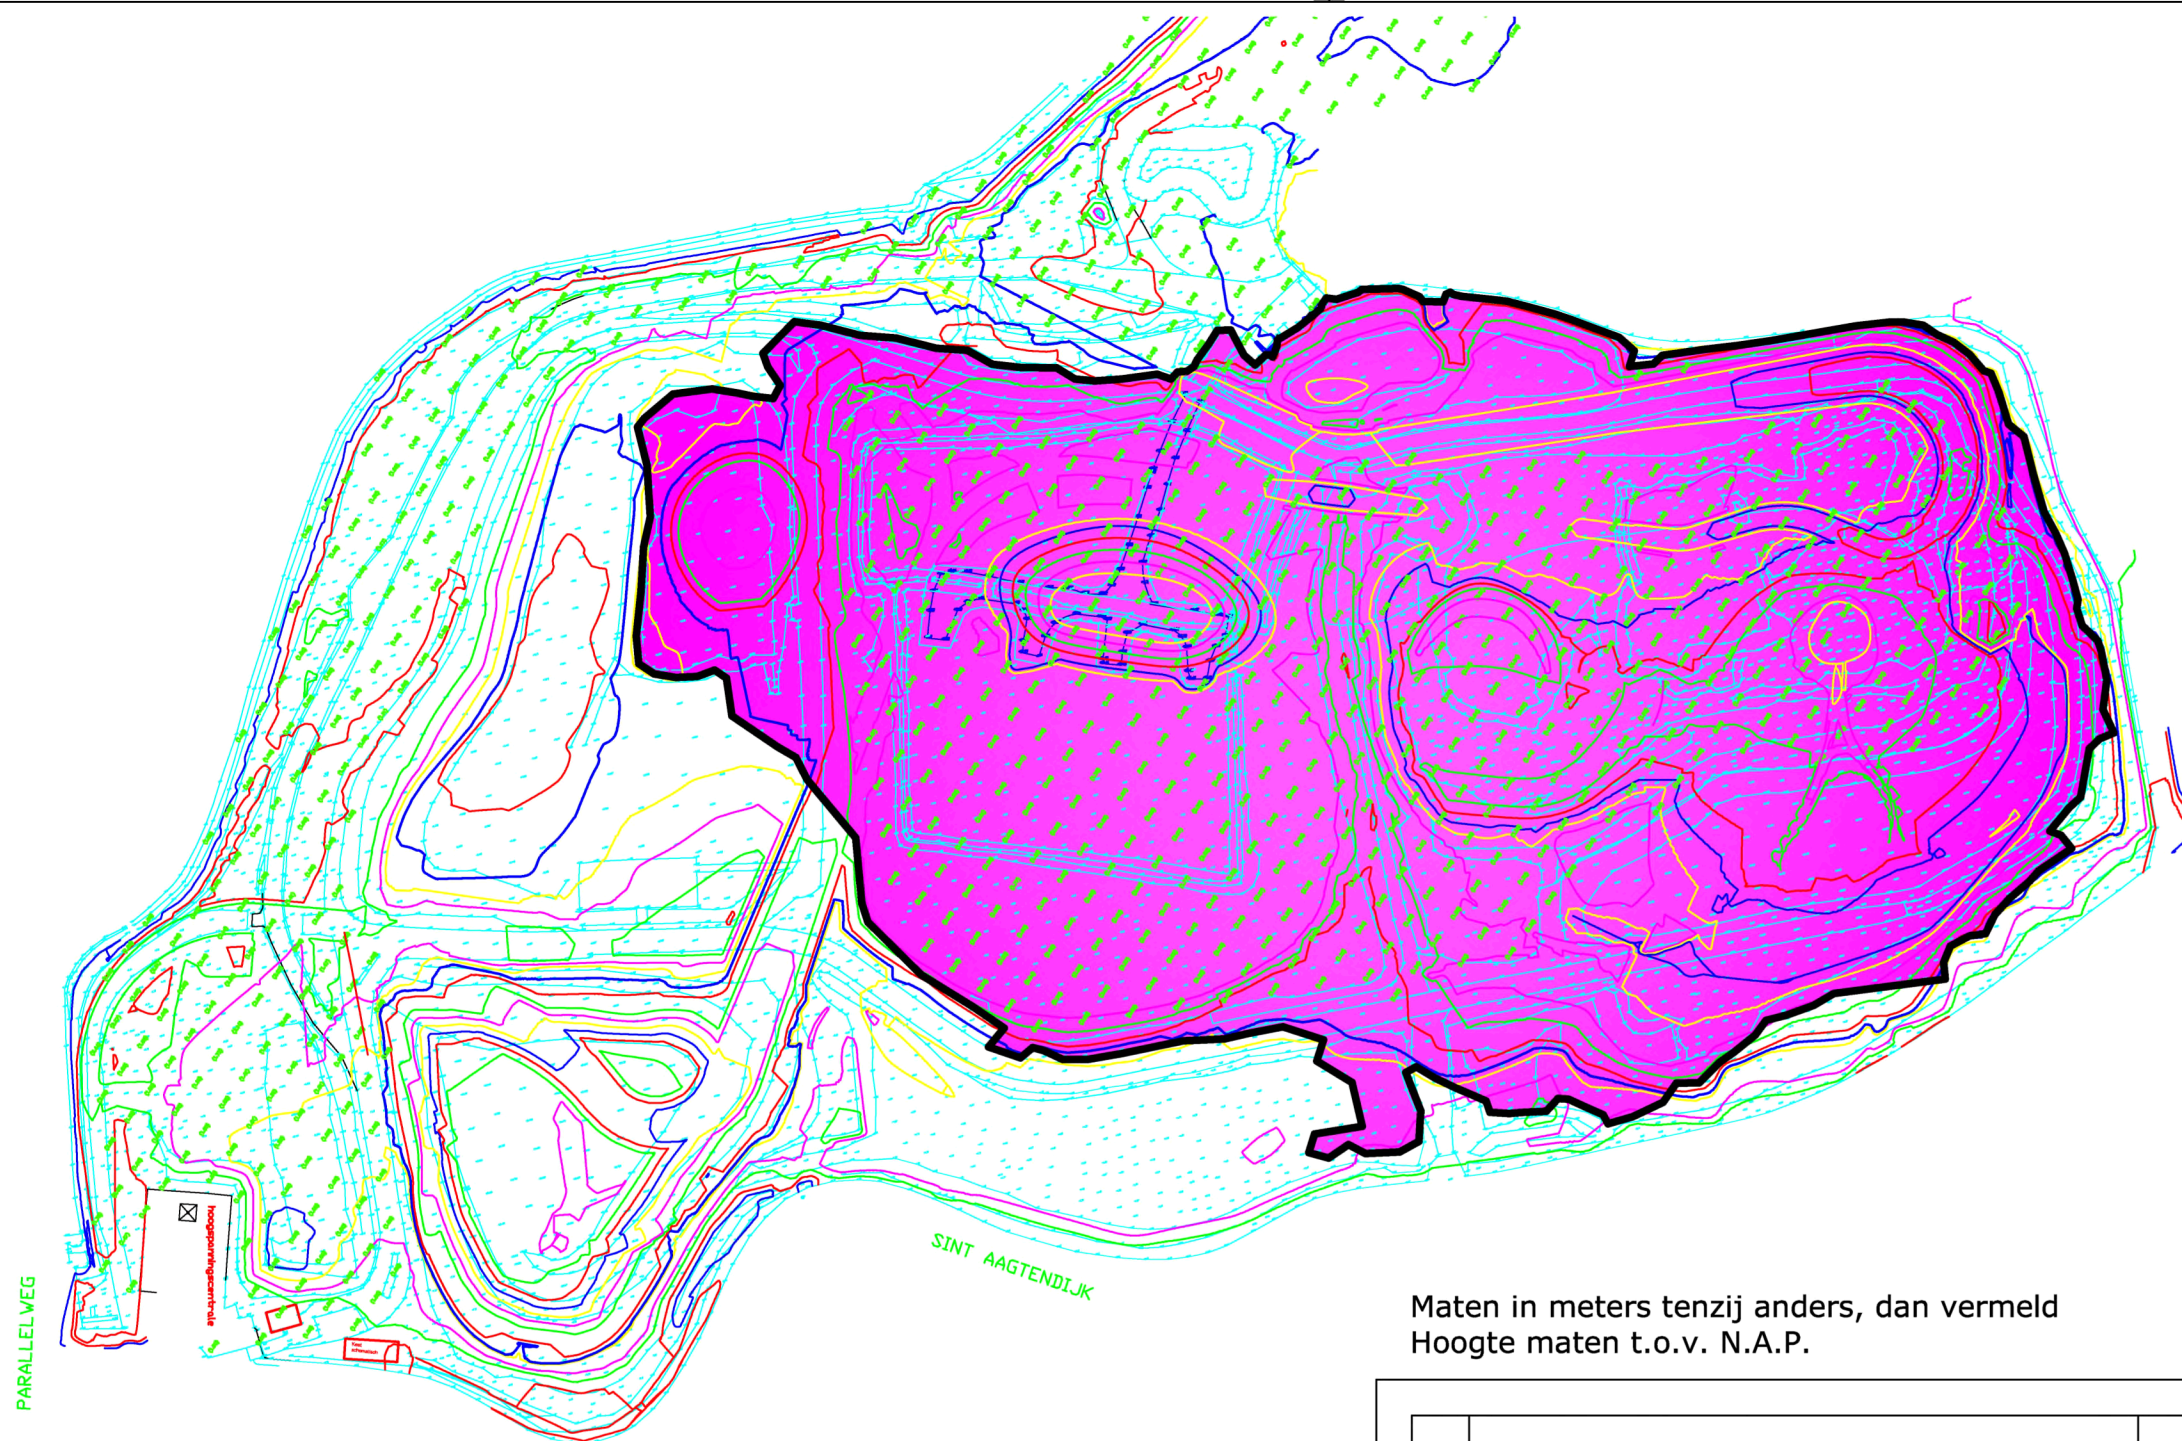 hoogspanningscentrale
PARALLELWEG
SINT AAGTENDIJK
Maten in meters tenzij anders, dan vermeld
Hoogte maten t.o.v. N.A.P.